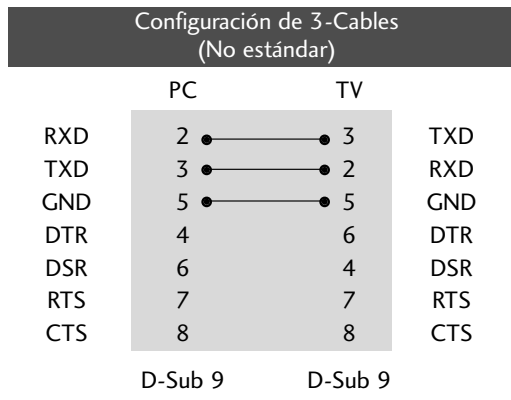 Configuración de 3-Cables
(No estándar)
PC TV
RXD 2 3 TXD
TXD 3 2 RXD
GND 5 5 GND
DTR 4 6 DTR
DSR 6 4 DSR
RTS 7 7 RTS
CTS 8 8 CTS
D-Sub 9 D-Sub 9